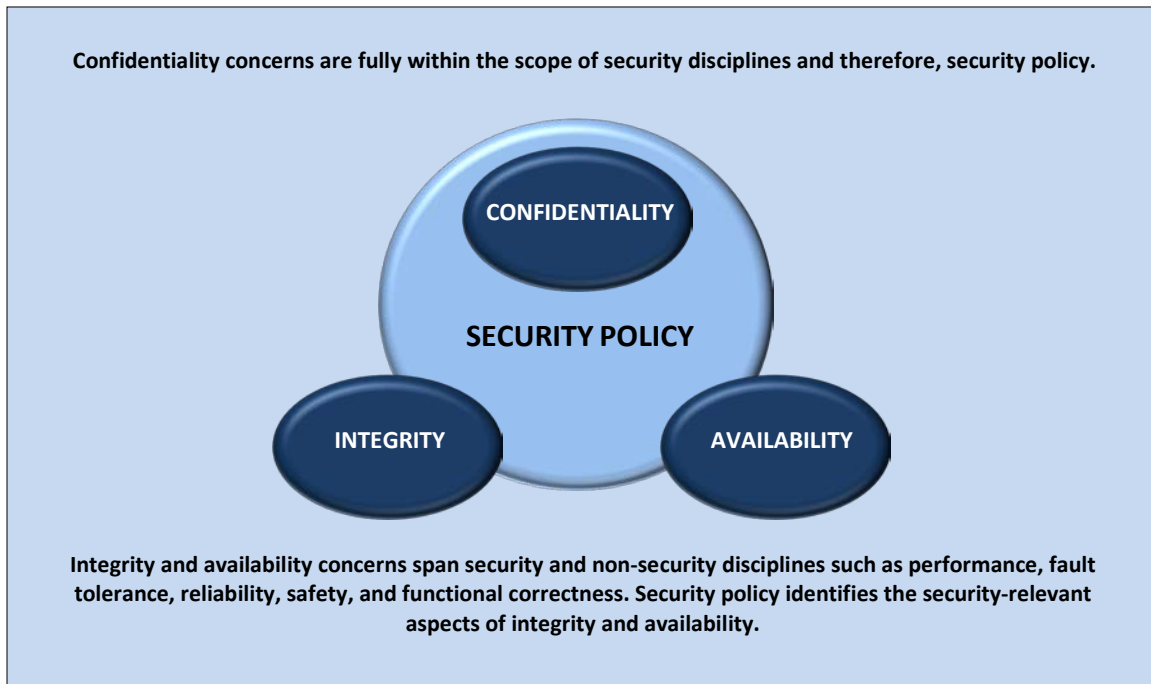 Confidentiality concerns are fully within the scope of security disciplines and therefore, security policy.
CONFIDENTIALITY
SECURITY POLICY
INTEGRITY
AVAILABILITY
Integrity and availability concerns span security and non-security disciplines such as performance, fault
tolerance, reliability, safety, and functional correctness. Security policy identifies the security-relevant
aspects of integrity and availability.